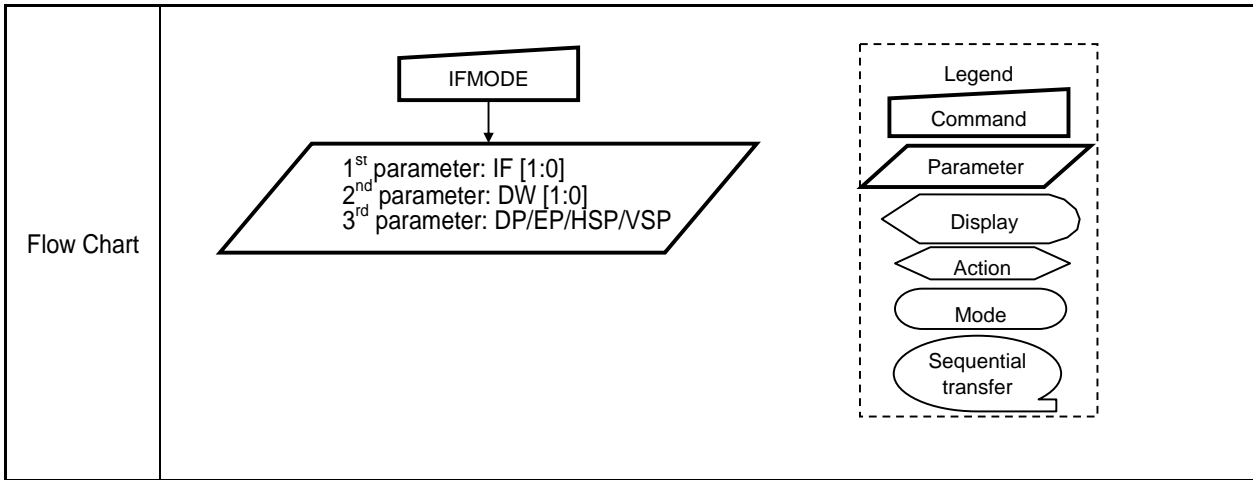 Flow Chart
IFMODE
1st parameter: IF [1:0]
2nd parameter: DW [1:0]
3rd parameter: DP/EP/HSP/VSP
Legend
Command
Parameter
Display
Action
Mode
Sequential
transfer